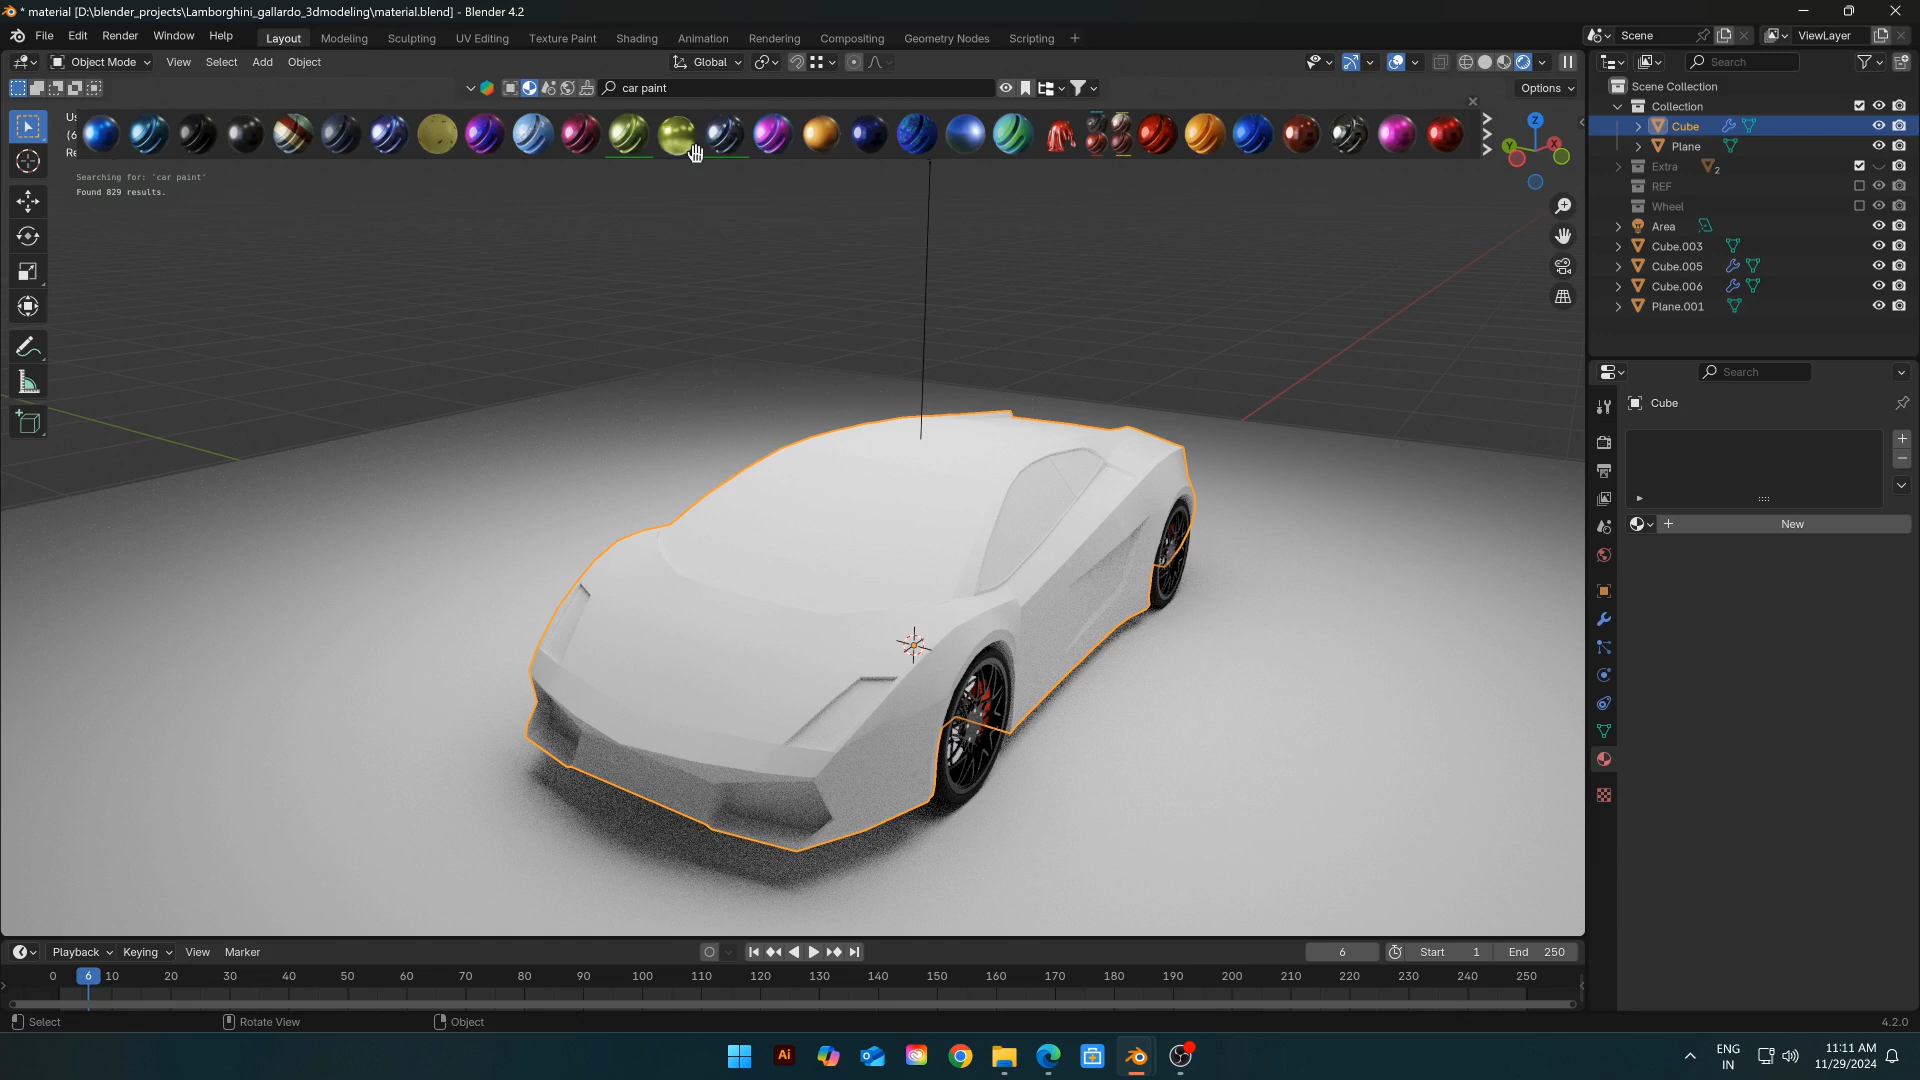 * material [D:\blender_projects\Lamborghini_gallardo_3dmodeling\material.blend] - Blender 4.2
File Edit Render Window Help Layout Modeling Sculpting UV Editing Texture Paint Shading Animation Rendering Compositing Geometry Nodes Scripting + Scene ViewLayer
Object Mode View Select Add Object Global Search
car paint Options
Scene Collection
Collection
Cube
Plane
Extra 2
REF
Wheel
Area
Cube.003
Cube.005
Cube.006
Plane.001
Us
(6
Re
Searching for: 'car paint'
Found 829 results.
Z
Y
X
Search
Cube
New
Playback Keying View Marker 6 Start 1 End 250
0 6 10 20 30 40 50 60 70 80 90 100 110 120 130 140 150 160 170 180 190 200 210 220 230 240 250
Select Rotate View Object 4.2.0
Ai
ENG
IN
11:11 AM
11/29/2024